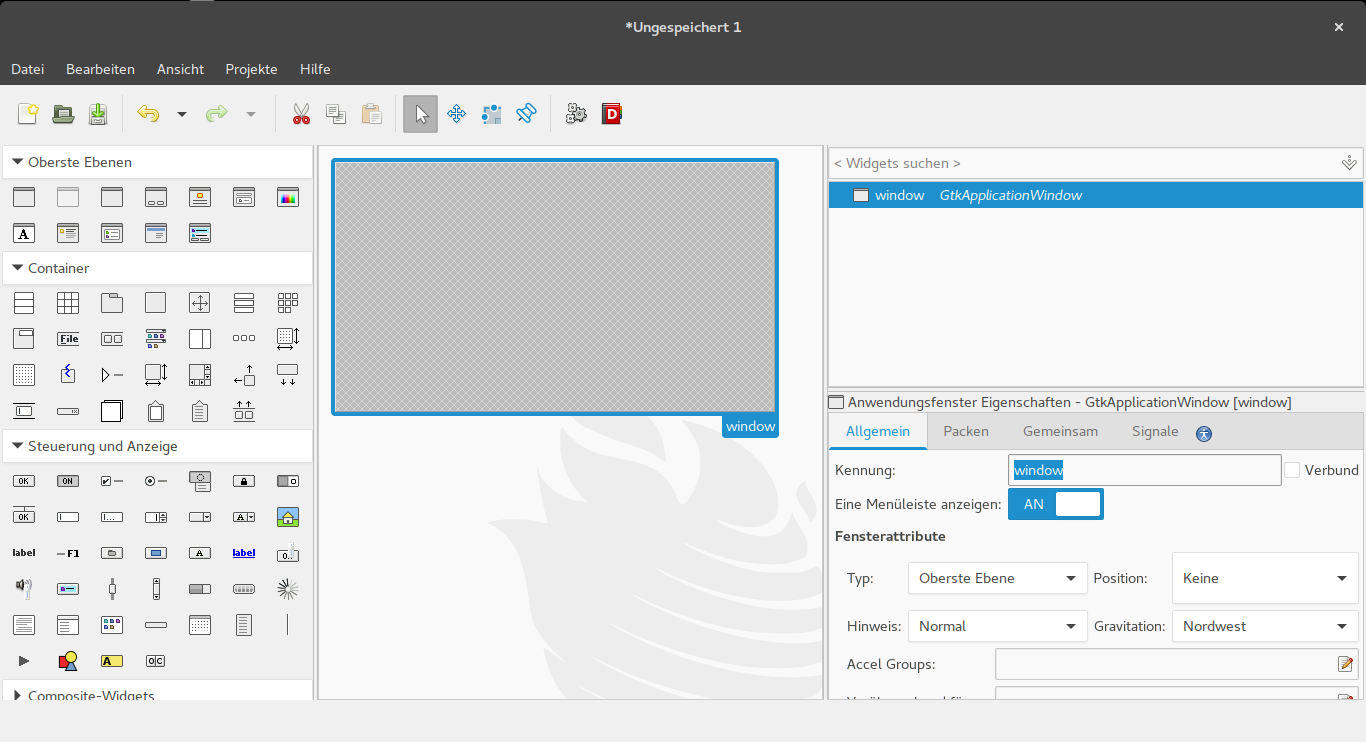 *Ungespeichert 1
Datei Bearbeiten Ansicht Projekte Hilfe
Oberste Ebenen
Container
File
Steuerung und Anzeige
OK ON
OK
label F1 A label 0..
A OC
Composite-Widgets
window
< Widgets suchen >
window GtkApplicationWindow
Anwendungsfenster Eigenschaften - GtkApplicationWindow [window]
Allgemein Packen Gemeinsam Signale
Kennung: window Verbund
Eine Menüleiste anzeigen: AN
Fensterattribute
Typ: Oberste Ebene Position: Keine
Hinweis: Normal Gravitation: Nordwest
Accel Groups: